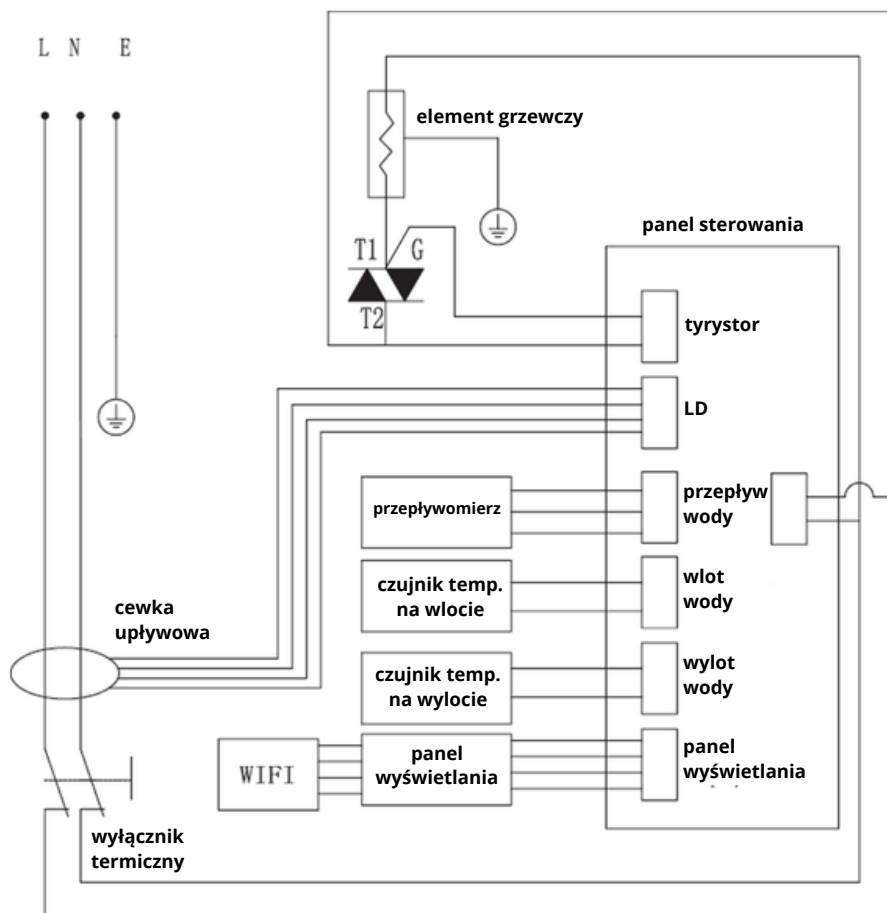 L N E
element grzewczy
panel sterowania
T1 G
T2
tyrystor
LD
przepływomierz
przepływ
wody
czujnik temp.
na wlocie
wlot
wody
cewka
upływowa
czujnik temp.
na wylocie
wylot
wody
WIFI
panel
wyświetlania
panel
wyświetlania
wyłącznik
termiczny